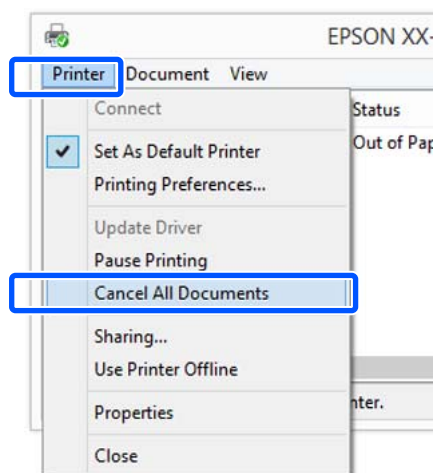 EPSON XX-
Printer Document View
Connect
Status
Set As Default Printer
Out of Pap
Printing Preferences...
Update Driver
Pause Printing
Cancel All Documents
Sharing...
Use Printer Offline
nter.
Properties
Close